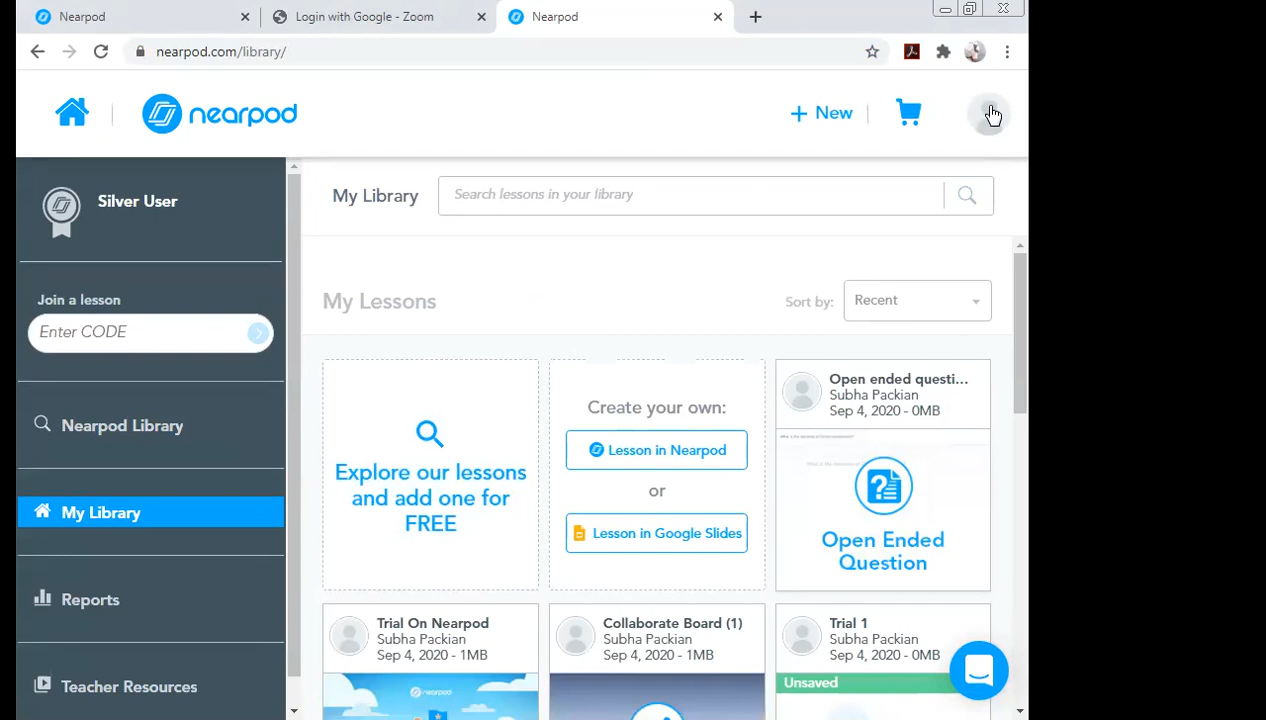 Nearpod
Login with Google - Zoom
Nearpod
nearpod.com/library/
nearpod
+ New
Silver User
Join a lesson
Enter CODE
Nearpod Library
My Library
Reports
Teacher Resources
My Library
Search lessons in your library
My Lessons
Sort by:
Recent
Explore our lessons
and add one for
FREE
Create your own:
Lesson in Nearpod
or
Lesson in Google Slides
Open ended questi...
Subha Packian
Sep 4, 2020 - 0MB
Open Ended
Question
Trial On Nearpod
Subha Packian
Sep 4, 2020 - 1MB
nearpod
Collaborate Board (1)
Subha Packian
Sep 4, 2020 - 1MB
Trial 1
Subha Packian
Sep 4, 2020 - 0MB
Unsaved